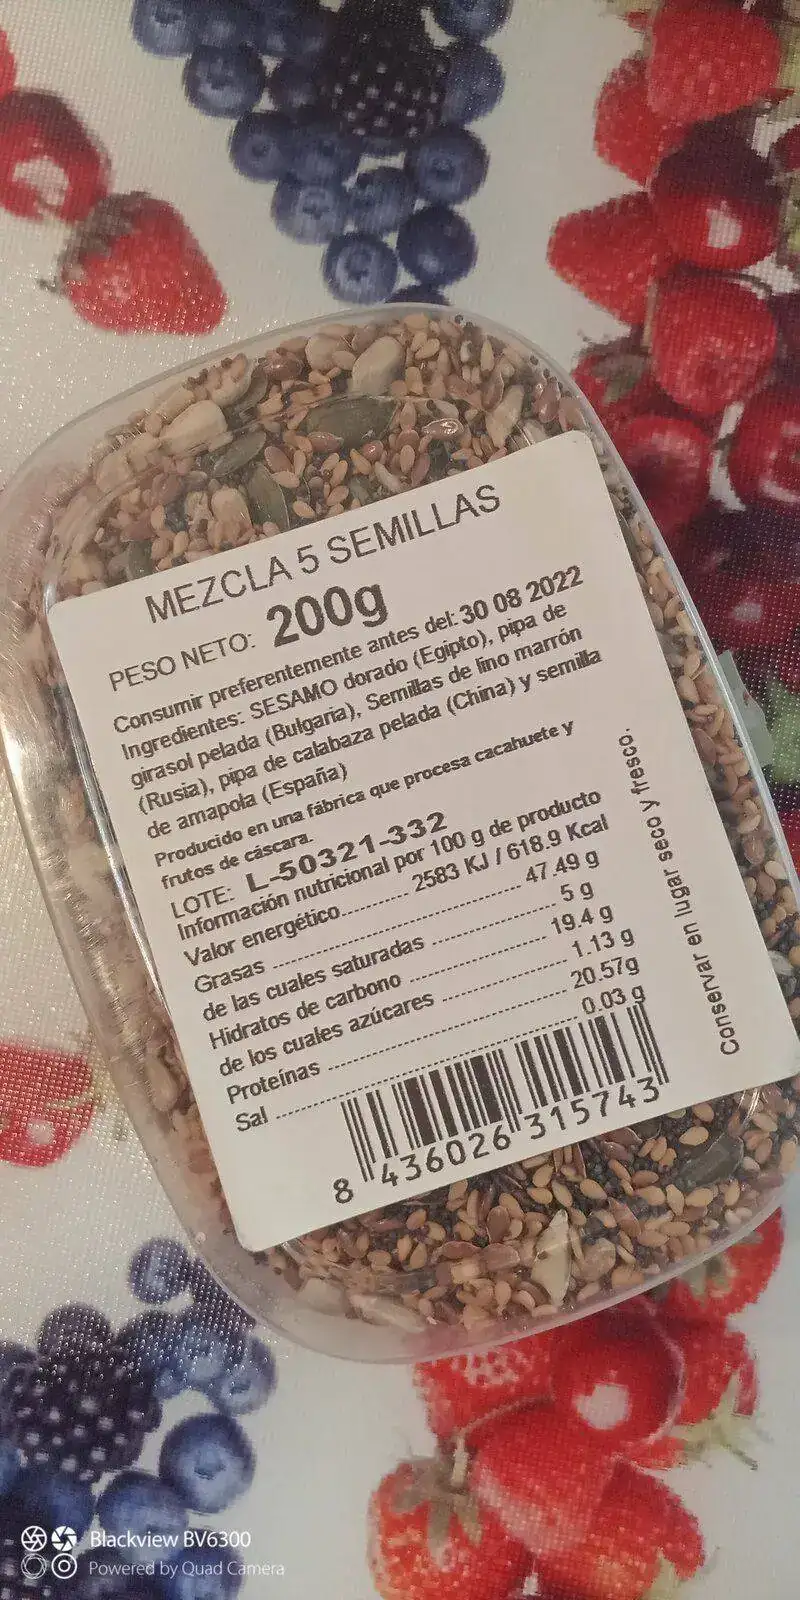 MEZCLA 5 SEMILLAS
PESO NETO: 200g
Consumir preferentemente antes del: 30 08 2022
Ingredientes: SESAMO dorado (Egipto), pipa de
girasol pelada (Bulgaria), Semillas de lino marrón
(Rusia), pipa de calabaza pelada (China) y semilla
de amapola (España)
Producido en una fábrica que procesa cacahuete y
frutos de cáscara.
LOTE: L-50321-332
Información nutricional por 100 g de producto
Valor energético.......... 2583 KJ / 618.9 Kcal
Grasas .......... 47.49 g
de las cuales saturadas .......... 5 g
Hidratos de carbono .......... 19.4 g
de los cuales azúcares .......... 1.13 g
Proteínas .......... 20.57g
Sal .......... 0.03 g
8 436026 315743
Conservar en lugar seco y fresco.
Blackview BV6300
Powered by Quad Camera